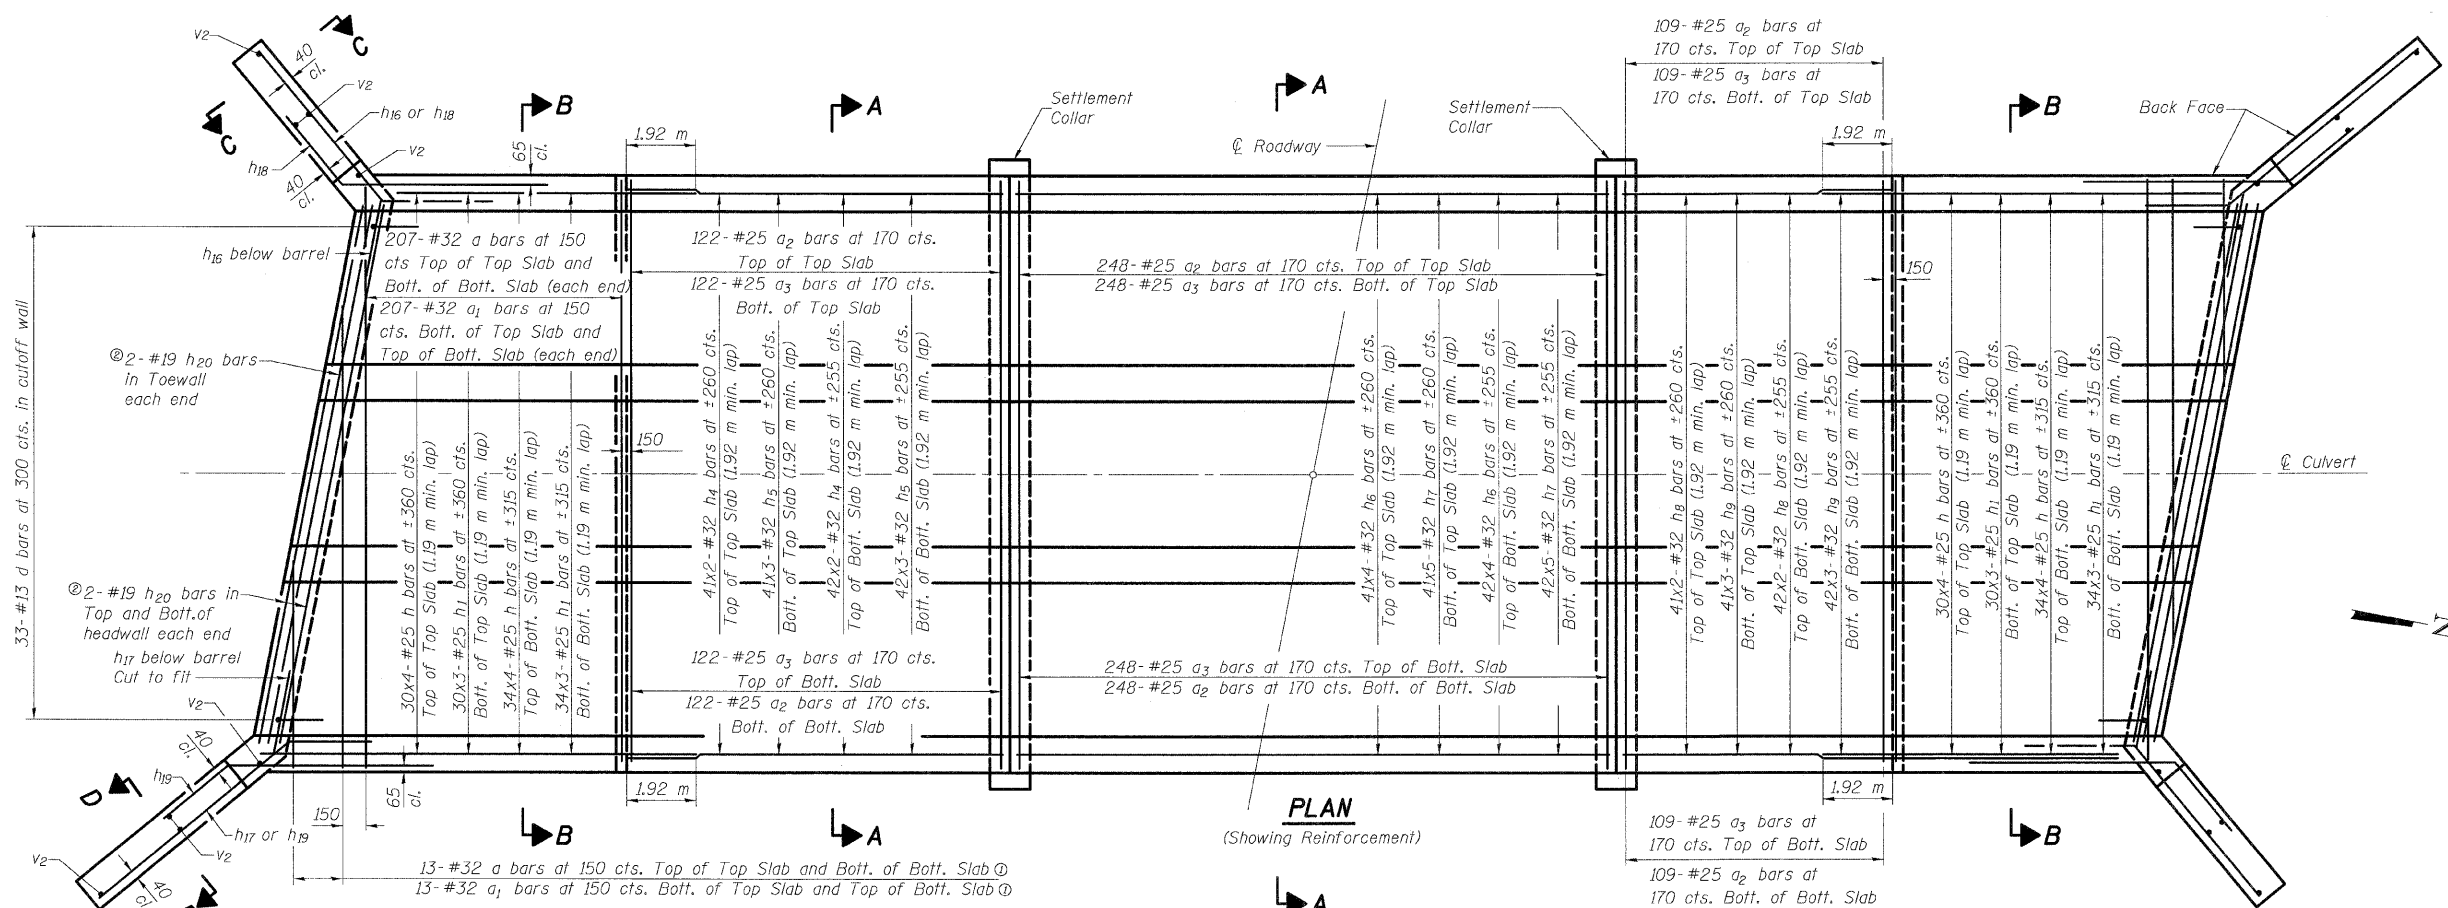 v2
40
cl.
C
v2
h16 or h18
C
h18
v2
40
cl.
65
cl.
B
1.92 m
A
Settlement
Collar
A
℄ Roadway
Settlement
Collar
109-#25 a2 bars at
170 cts. Top of Top Slab
109-#25 a3 bars at
170 cts. Bott. of Top Slab
1.92 m
B
Back Face
33-#13 d bars at 300 cts. in cutoff wall
h16 below barrel
207-#32 a bars at 150
cts Top of Top Slab and
Bott. of Bott. Slab (each end)
207-#32 a1 bars at 150
cts. Bott. of Top Slab and
Top of Bott. Slab (each end)
122-#25 a2 bars at 170 cts.
Top of Top Slab
122-#25 a3 bars at 170 cts.
Bott. of Top Slab
248-#25 a2 bars at 170 cts. Top of Top Slab
248-#25 a3 bars at 170 cts. Bott. of Top Slab
150
②2-#19 h20 bars
in Toewall
each end
150
30x4-#25 h bars at ±360 cts.
Top of Top Slab (1.19 m min. lap)
30x3-#25 h1 bars at ±360 cts.
Bott. of Top Slab (1.19 m min. lap)
34x4-#25 h bars at ±315 cts.
Top of Bott. Slab (1.19 m min. lap)
34x3-#25 h1 bars at ±315 cts.
Bott. of Bott. Slab (1.19 m min. lap)
41x2-#32 h4 bars at ±260 cts.
Top of Top Slab (1.92 m min. lap)
41x3-#32 h5 bars at ±260 cts.
Bott. of Top Slab (1.92 m min. lap)
42x2-#32 h4 bars at ±255 cts.
Top of Bott. Slab (1.92 m min. lap)
42x3-#32 h5 bars at ±255 cts.
Bott. of Bott. Slab (1.92 m min. lap)
41x4-#32 h6 bars at ±260 cts.
Top of Top Slab (1.92 m min. lap)
41x5-#32 h7 bars at ±260 cts.
Bott. of Top Slab (1.92 m min. lap)
42x4-#32 h6 bars at ±255 cts.
Top of Bott. Slab (1.92 m min. lap)
42x5-#32 h7 bars at ±255 cts.
Bott. of Bott. Slab (1.92 m min. lap)
41x2-#32 h8 bars at ±260 cts.
Top of Top Slab (1.92 m min. lap)
41x3-#32 h9 bars at ±260 cts.
Bott. of Top Slab (1.92 m min. lap)
42x2-#32 h8 bars at ±255 cts.
Top of Bott. Slab (1.92 m min. lap)
42x3-#32 h9 bars at ±255 cts.
Bott. of Bott. Slab (1.92 m min. lap)
30x4-#25 h bars at ±360 cts.
Top of Top Slab (1.19 m min. lap)
30x3-#25 h1 bars at ±360 cts.
Bott. of Top Slab (1.19 m min. lap)
34x4-#25 h bars at ±315 cts.
Top of Bott. Slab (1.19 m min. lap)
34x3-#25 h1 bars at ±315 cts.
Bott. of Bott. Slab (1.19 m min. lap)
℄ Culvert
N
②2-#19 h20 bars in
Top and Bott.of
headwall each end
h17 below barrel
Cut to fit
v2
122-#25 a3 bars at 170 cts.
Top of Bott. Slab
122-#25 a2 bars at 170 cts.
Bott. of Bott. Slab
248-#25 a3 bars at 170 cts. Top of Bott. Slab
248-#25 a2 bars at 170 cts. Bott. of Bott. Slab
40
cl.
h19
D
65
cl.
1.92 m
1.92 m
150
h17 or h19
v2
v2
40
cl.
B
A
PLAN
(Showing Reinforcement)
109-#25 a3 bars at
170 cts. Top of Bott. Slab
109-#25 a2 bars at
170 cts. Bott. of Bott. Slab
B
13-#32 a bars at 150 cts. Top of Top Slab and Bott. of Bott. Slab①
13-#32 a1 bars at 150 cts. Bott. of Top Slab and Top of Bott. Slab①
A